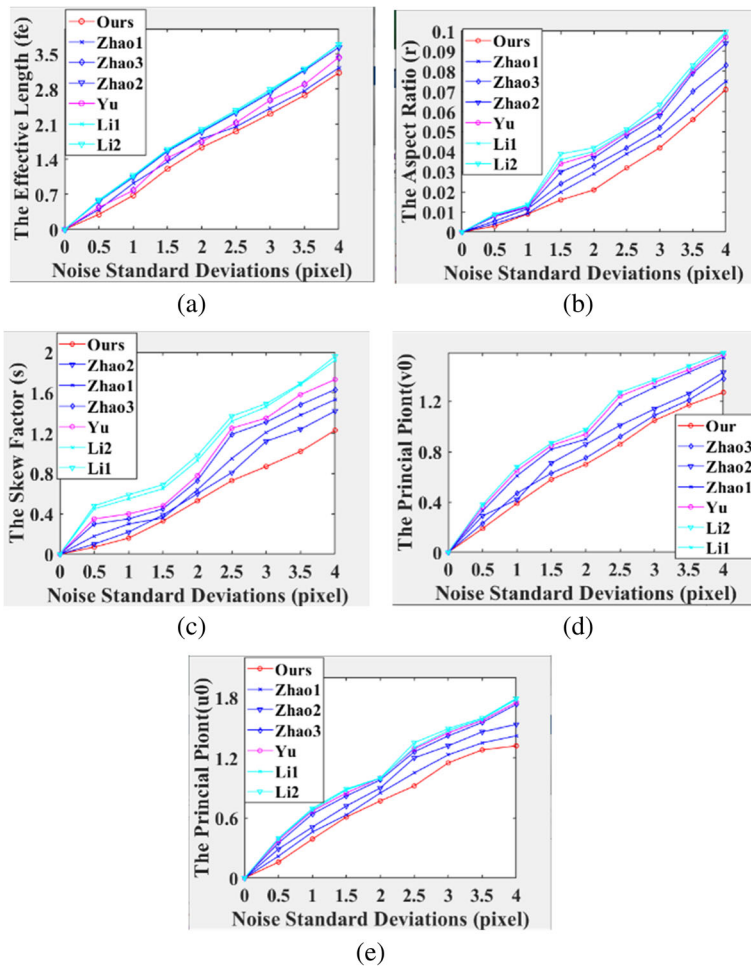 The Effective Length (fe)
3.5
2.8
2.1
1.4
0.7
0
Ours
Zhao1
Zhao3
Zhao2
Yu
Li1
Li2
0 0.5 1 1.5 2 2.5 3 3.5 4
Noise Standard Deviations (pixel)
(a)
The Aspect Ratio (r)
0.1
0.09
0.08
0.07
0.06
0.05
0.04
0.03
0.02
0.01
0
Ours
Zhao1
Zhao3
Zhao2
Yu
Li1
Li2
0 0.5 1 1.5 2 2.5 3 3.5 4
Noise Standard Deviations (pixel)
(b)
The Skew Factor (s)
2
1.6
1.2
0.8
0.4
0
Ours
Zhao2
Zhao1
Zhao3
Yu
Li2
Li1
0 0.5 1 1.5 2 2.5 3 3.5 4
Noise Standard Deviations (pixel)
(c)
The Princial Piont(v0)
1.2
0.8
0.4
0
Our
Zhao3
Zhao2
Zhao1
Yu
Li2
Li1
0 0.5 1 1.5 2 2.5 3 3.5 4
Noise Standard Deviations (pixel)
(d)
The Princial Piont(u0)
1.8
1.2
0.6
0
Ours
Zhao1
Zhao2
Zhao3
Yu
Li1
Li2
0 0.5 1 1.5 2 2.5 3 3.5 4
Noise Standard Deviations (pixel)
(e)